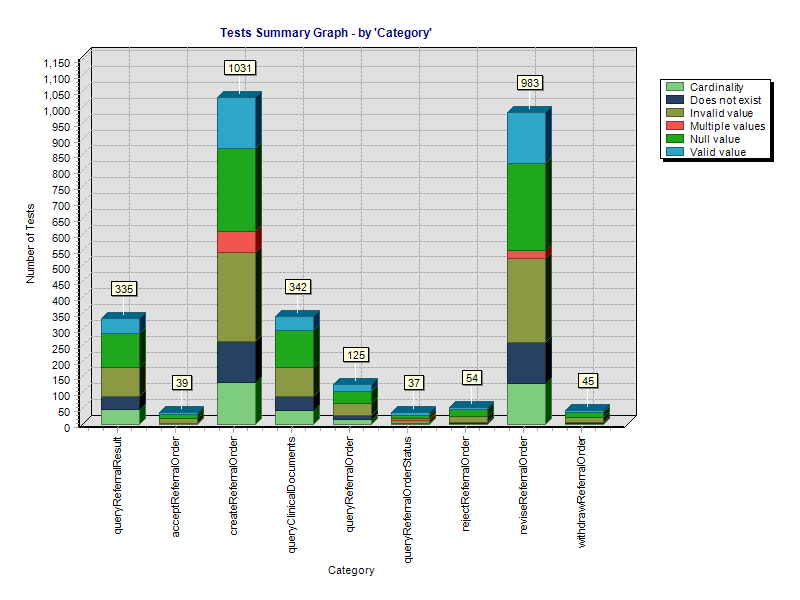 Tests Summary Graph - by 'Category'
1,150
1,100
1,050
1,000
950
900
850
800
750
700
650
600
550
500
450
400
350
300
250
200
150
100
50
0
Number of Tests
335
39
1031
342
125
37
54
983
45
queryReferralResult
acceptReferralOrder
createReferralOrder
queryClinicalDocuments
queryReferralOrder
queryReferralOrderStatus
rejectReferralOrder
reviseReferralOrder
withdrawReferralOrder
Category
Cardinality
Does not exist
Invalid value
Multiple values
Null value
Valid value